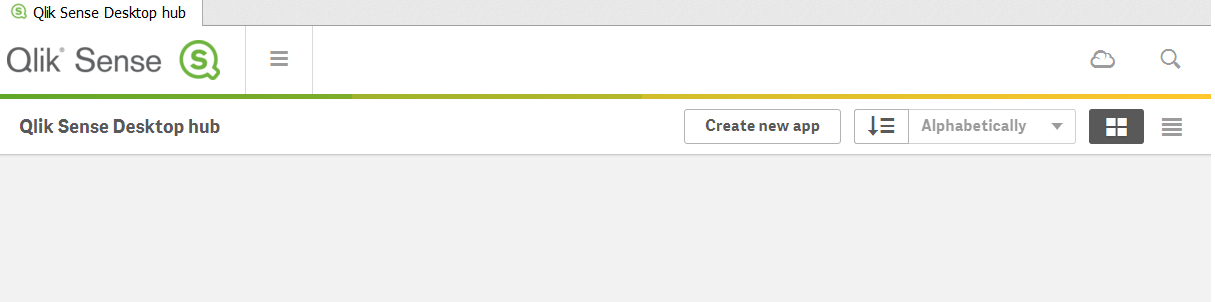 Qlik Sense Desktop hub
Qlik® Sense
Qlik Sense Desktop hub
Create new app
Alphabetically